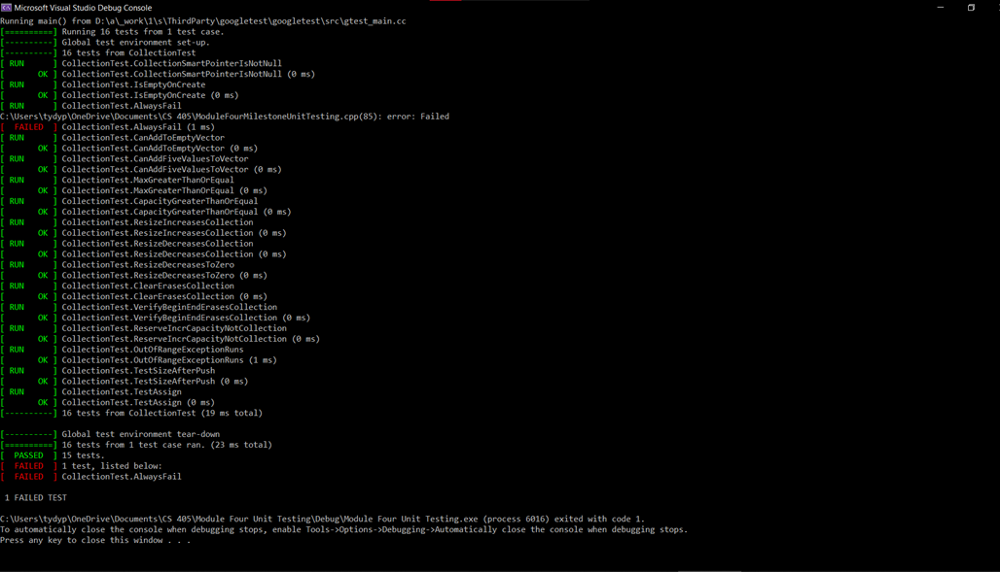 Microsoft Visual Studio Debug Console
Running main() from D:\a\_work\1\s\ThirdParty\googletest\googletest\src\gtest_main.cc
[==========] Running 16 tests from 1 test case.
[----------] Global test environment set-up.
[----------] 16 tests from CollectionTest
[ RUN      ] CollectionTest.CollectionSmartPointerIsNotNull
[       OK ] CollectionTest.CollectionSmartPointerIsNotNull (0 ms)
[ RUN      ] CollectionTest.IsEmptyOnCreate
[       OK ] CollectionTest.IsEmptyOnCreate (0 ms)
[ RUN      ] CollectionTest.AlwaysFail
C:\Users\tydyp\OneDrive\Documents\CS 405\ModuleFourMilestoneUnitTesting.cpp(85): error: Failed
[  FAILED  ] CollectionTest.AlwaysFail (1 ms)
[ RUN      ] CollectionTest.CanAddToEmptyVector
[       OK ] CollectionTest.CanAddToEmptyVector (0 ms)
[ RUN      ] CollectionTest.CanAddFiveValuesToVector
[       OK ] CollectionTest.CanAddFiveValuesToVector (0 ms)
[ RUN      ] CollectionTest.MaxGreaterThanOrEqual
[       OK ] CollectionTest.MaxGreaterThanOrEqual (0 ms)
[ RUN      ] CollectionTest.CapacityGreaterThanOrEqual
[       OK ] CollectionTest.CapacityGreaterThanOrEqual (0 ms)
[ RUN      ] CollectionTest.ResizeIncreasesCollection
[       OK ] CollectionTest.ResizeIncreasesCollection (0 ms)
[ RUN      ] CollectionTest.ResizeDecreasesCollection
[       OK ] CollectionTest.ResizeDecreasesCollection (0 ms)
[ RUN      ] CollectionTest.ResizeDecreasesToZero
[       OK ] CollectionTest.ResizeDecreasesToZero (0 ms)
[ RUN      ] CollectionTest.ClearErasesCollection
[       OK ] CollectionTest.ClearErasesCollection (0 ms)
[ RUN      ] CollectionTest.VerifyBeginEndErasesCollection
[       OK ] CollectionTest.VerifyBeginEndErasesCollection (0 ms)
[ RUN      ] CollectionTest.ReserveIncrCapacityNotCollection
[       OK ] CollectionTest.ReserveIncrCapacityNotCollection (0 ms)
[ RUN      ] CollectionTest.OutOfRangeExceptionRuns
[       OK ] CollectionTest.OutOfRangeExceptionRuns (1 ms)
[ RUN      ] CollectionTest.TestSizeAfterPush
[       OK ] CollectionTest.TestSizeAfterPush (0 ms)
[ RUN      ] CollectionTest.TestAssign
[       OK ] CollectionTest.TestAssign (0 ms)
[----------] 16 tests from CollectionTest (19 ms total)
[----------] Global test environment tear-down
[==========] 16 tests from 1 test case ran. (23 ms total)
[  PASSED  ] 15 tests.
[  FAILED  ] 1 test, listed below:
[  FAILED  ] CollectionTest.AlwaysFail
1 FAILED TEST
C:\Users\tydyp\OneDrive\Documents\CS 405\Module Four Unit Testing\Debug\Module Four Unit Testing.exe (process 6016) exited with code 1.
To automatically close the console when debugging stops, enable Tools->Options->Debugging->Automatically close the console when debugging stops.
Press any key to close this window . . .